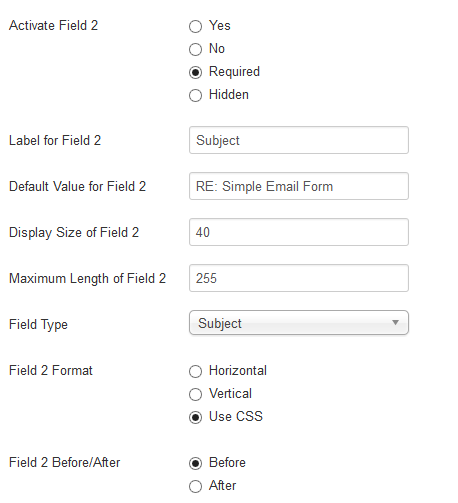 Activate Field 2
Yes
No
Required
Hidden
Label for Field 2 Subject
Default Value for Field 2 RE: Simple Email Form
Display Size of Field 2 40
Maximum Length of Field 2 255
Field Type Subject
Field 2 Format
Horizontal
Vertical
Use CSS
Field 2 Before/After
Before
After